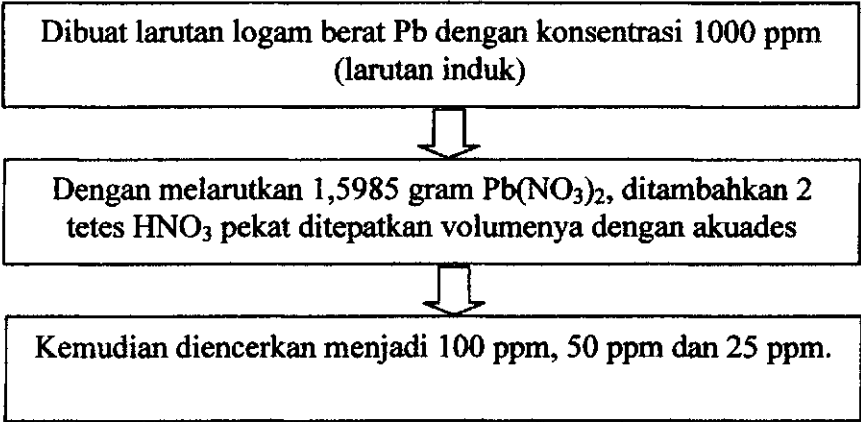 Dibuat larutan logam berat Pb dengan konsentrasi 1000 ppm
(larutan induk)
Dengan melarutkan 1,5985 gram Pb(NO₃)₂, ditambahkan 2
tetes HNO₃ pekat ditepatkan volumenya dengan akuades
Kemudian diencerkan menjadi 100 ppm, 50 ppm dan 25 ppm.